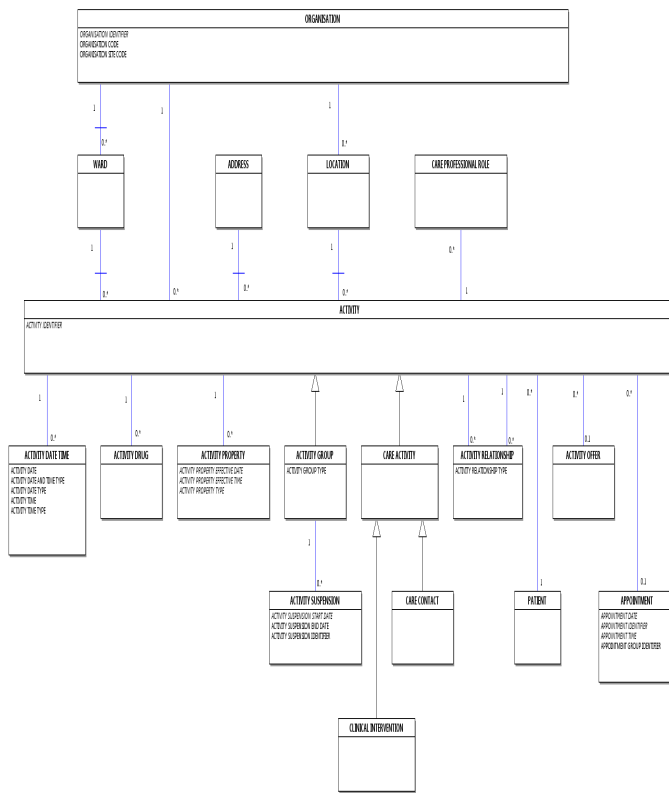 ORGANISATION
ORGANISATION IDENTIFIER
ORGANISATION CODE
ORGANISATION SITE CODE
1
1
1
0..*
0..*
WARD
ADDRESS
LOCATION
CARE PROFESSIONAL ROLE
1
1
1
0..*
0..*
0..*
0..*
0..*
1
ACTIVITY
ACTIVITY IDENTIFIER
1
1
1
1
1
0..*
0..*
0..*
0..*
0..*
0..*
0..*
0..*
0..1
ACTIVITY DATE TIME
ACTIVITY DRUG
ACTIVITY PROPERTY
ACTIVITY GROUP
CARE ACTIVITY
ACTIVITY RELATIONSHIP
ACTIVITY OFFER
ACTIVITY DATE
ACTIVITY DATE AND TIME TYPE
ACTIVITY DATE TYPE
ACTIVITY TIME
ACTIVITY TIME TYPE
ACTIVITY PROPERTY EFFECTIVE DATE
ACTIVITY PROPERTY EFFECTIVE TIME
ACTIVITY PROPERTY TYPE
ACTIVITY GROUP TYPE
ACTIVITY RELATIONSHIP TYPE
1
0..*
1
0..1
ACTIVITY SUSPENSION
CARE CONTACT
PATIENT
APPOINTMENT
ACTIVITY SUSPENSION START DATE
ACTIVITY SUSPENSION END DATE
ACTIVITY SUSPENSION IDENTIFIER
APPOINTMENT DATE
APPOINTMENT IDENTIFIER
APPOINTMENT TIME
APPOINTMENT GROUP IDENTIFIER
CLINICAL INTERVENTION